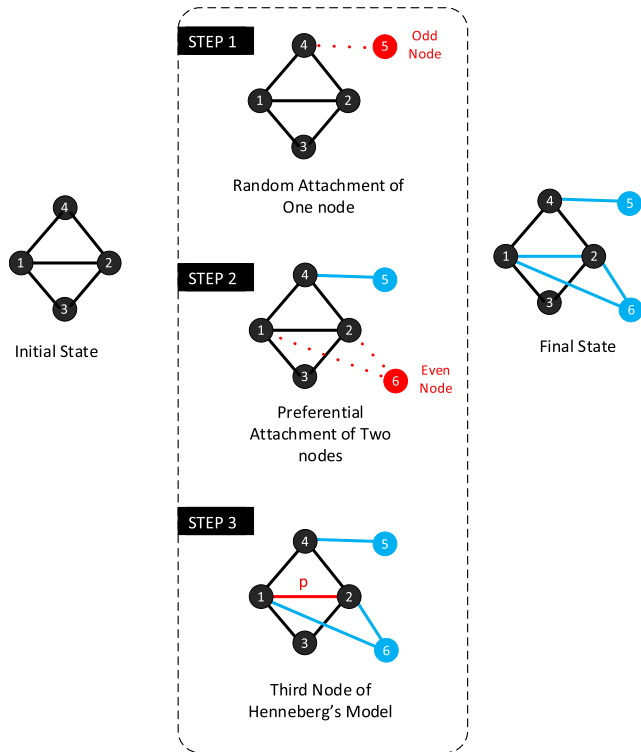 Initial State
4
1
2
3
STEP 1
4
5
Odd
Node
1
2
3
Random Attachment of
One node
STEP 2
4
5
1
2
3
6
Even
Node
Preferential
Attachment of Two
nodes
STEP 3
4
5
p
1
2
3
6
Third Node of
Henneberg's Model
4
5
1
2
3
6
Final State